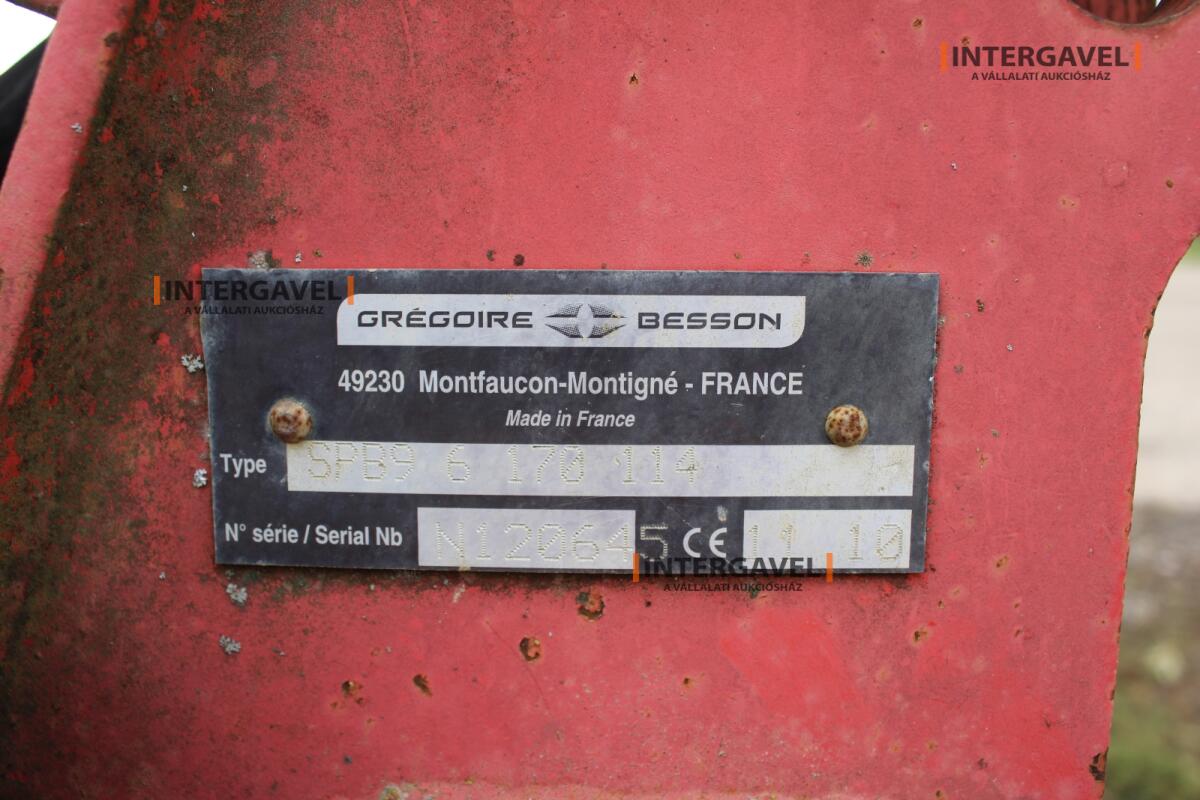 INTERGAVEL
A VÁLLALATI AUKCIÓSHÁZ
INTERGAVEL
A VÁLLALATI AUKCIÓSHÁZ
GRÉGOIRE BESSON
49230 Montfaucon-Montigné - FRANCE
Made in France
Type SPB9 6 170 114
N° série / Serial Nb N120645 CE 11 10
INTERGAVEL
A VÁLLALATI AUKCIÓSHÁZ